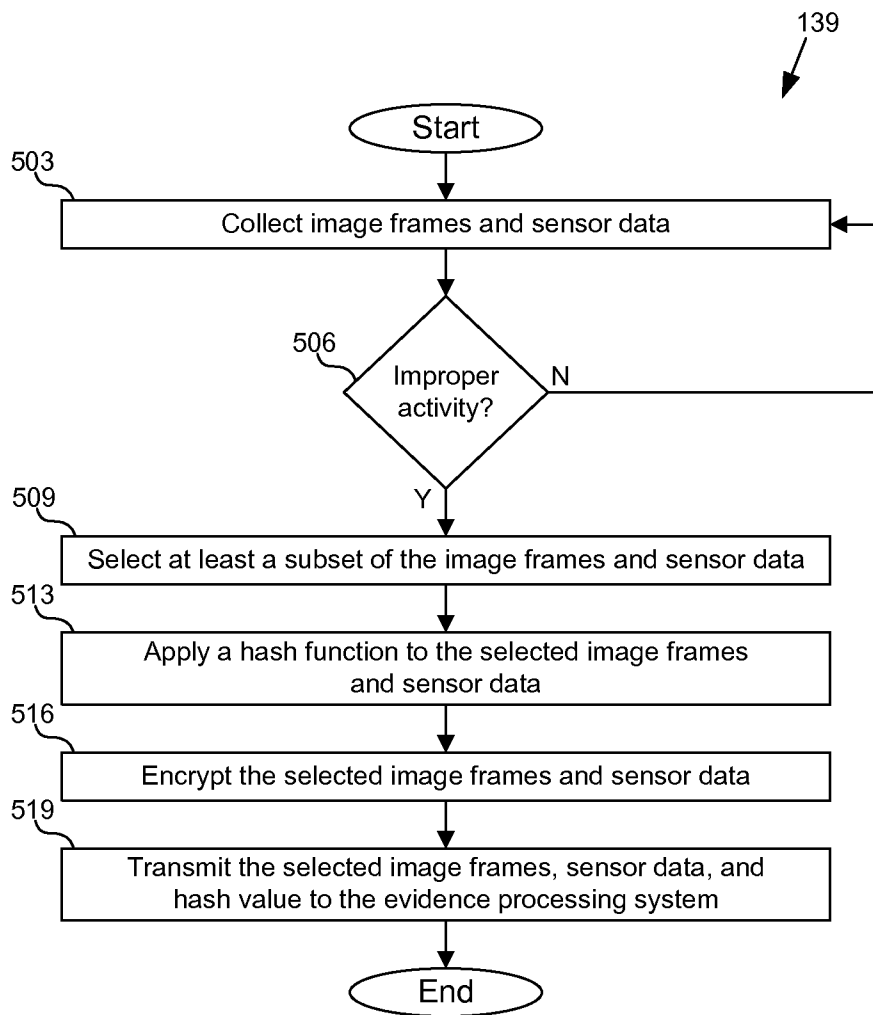 139
Start
503
Collect image frames and sensor data
506
Improper
activity?
N
Y
509
Select at least a subset of the image frames and sensor data
513
Apply a hash function to the selected image frames
and sensor data
516
Encrypt the selected image frames and sensor data
519
Transmit the selected image frames, sensor data, and
hash value to the evidence processing system
End